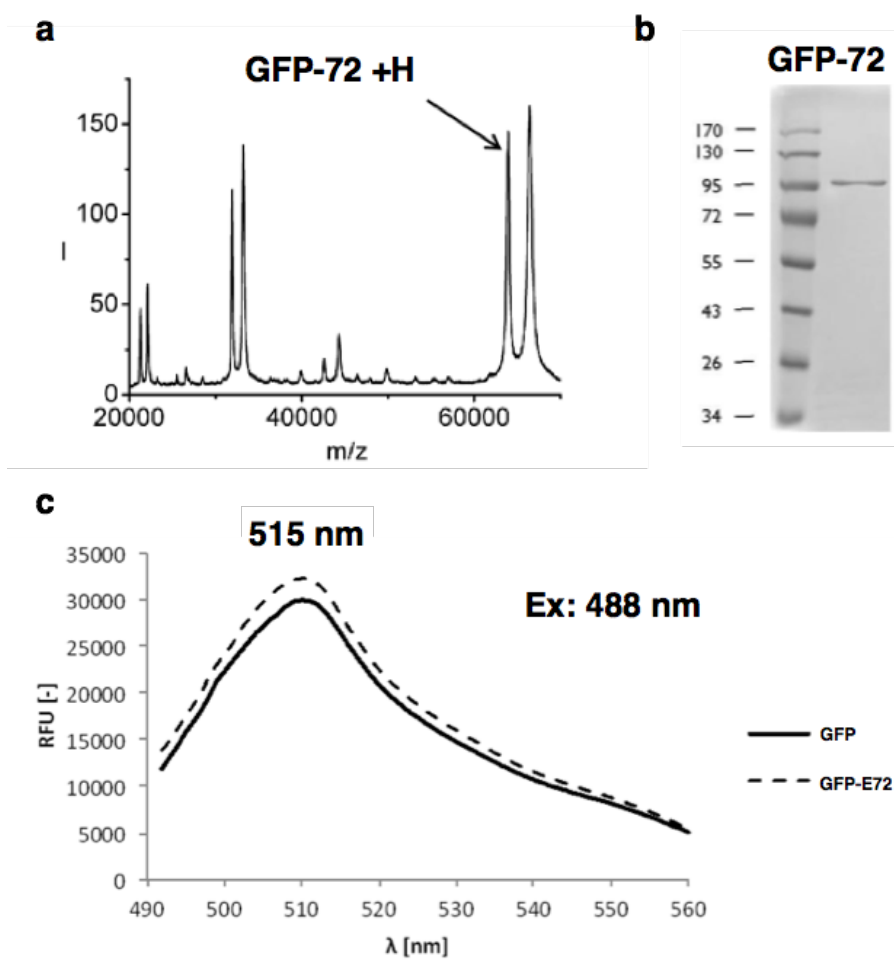 a
GFP-72 +H
150
100
50
0
I
20000 40000 60000
m/z
b
GFP-72
170
130
95
72
55
43
26
34
c
515 nm
Ex: 488 nm
35000
30000
25000
20000
15000
10000
5000
0
RFU [-]
490 500 510 520 530 540 550 560
λ [nm]
GFP
GFP-E72